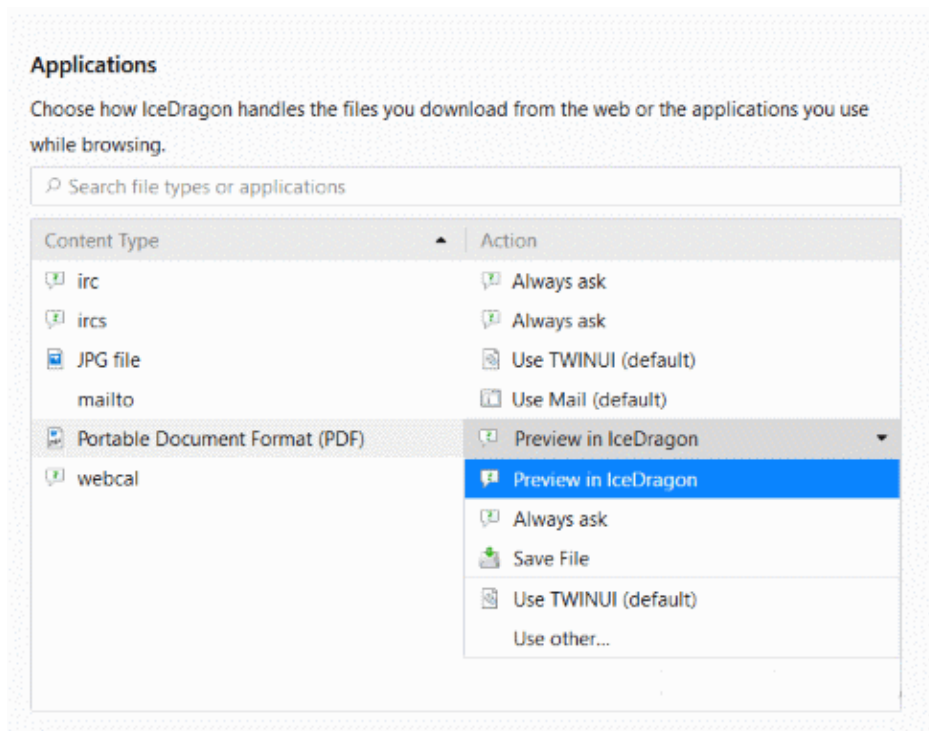 Applications
Choose how IceDragon handles the files you download from the web or the applications you use
while browsing.
Search file types or applications
Content Type Action
irc Always ask
ircs Always ask
JPG file Use TWINUI (default)
mailto Use Mail (default)
Portable Document Format (PDF) Preview in IceDragon
webcal Preview in IceDragon
Always ask
Save File
Use TWINUI (default)
Use other...